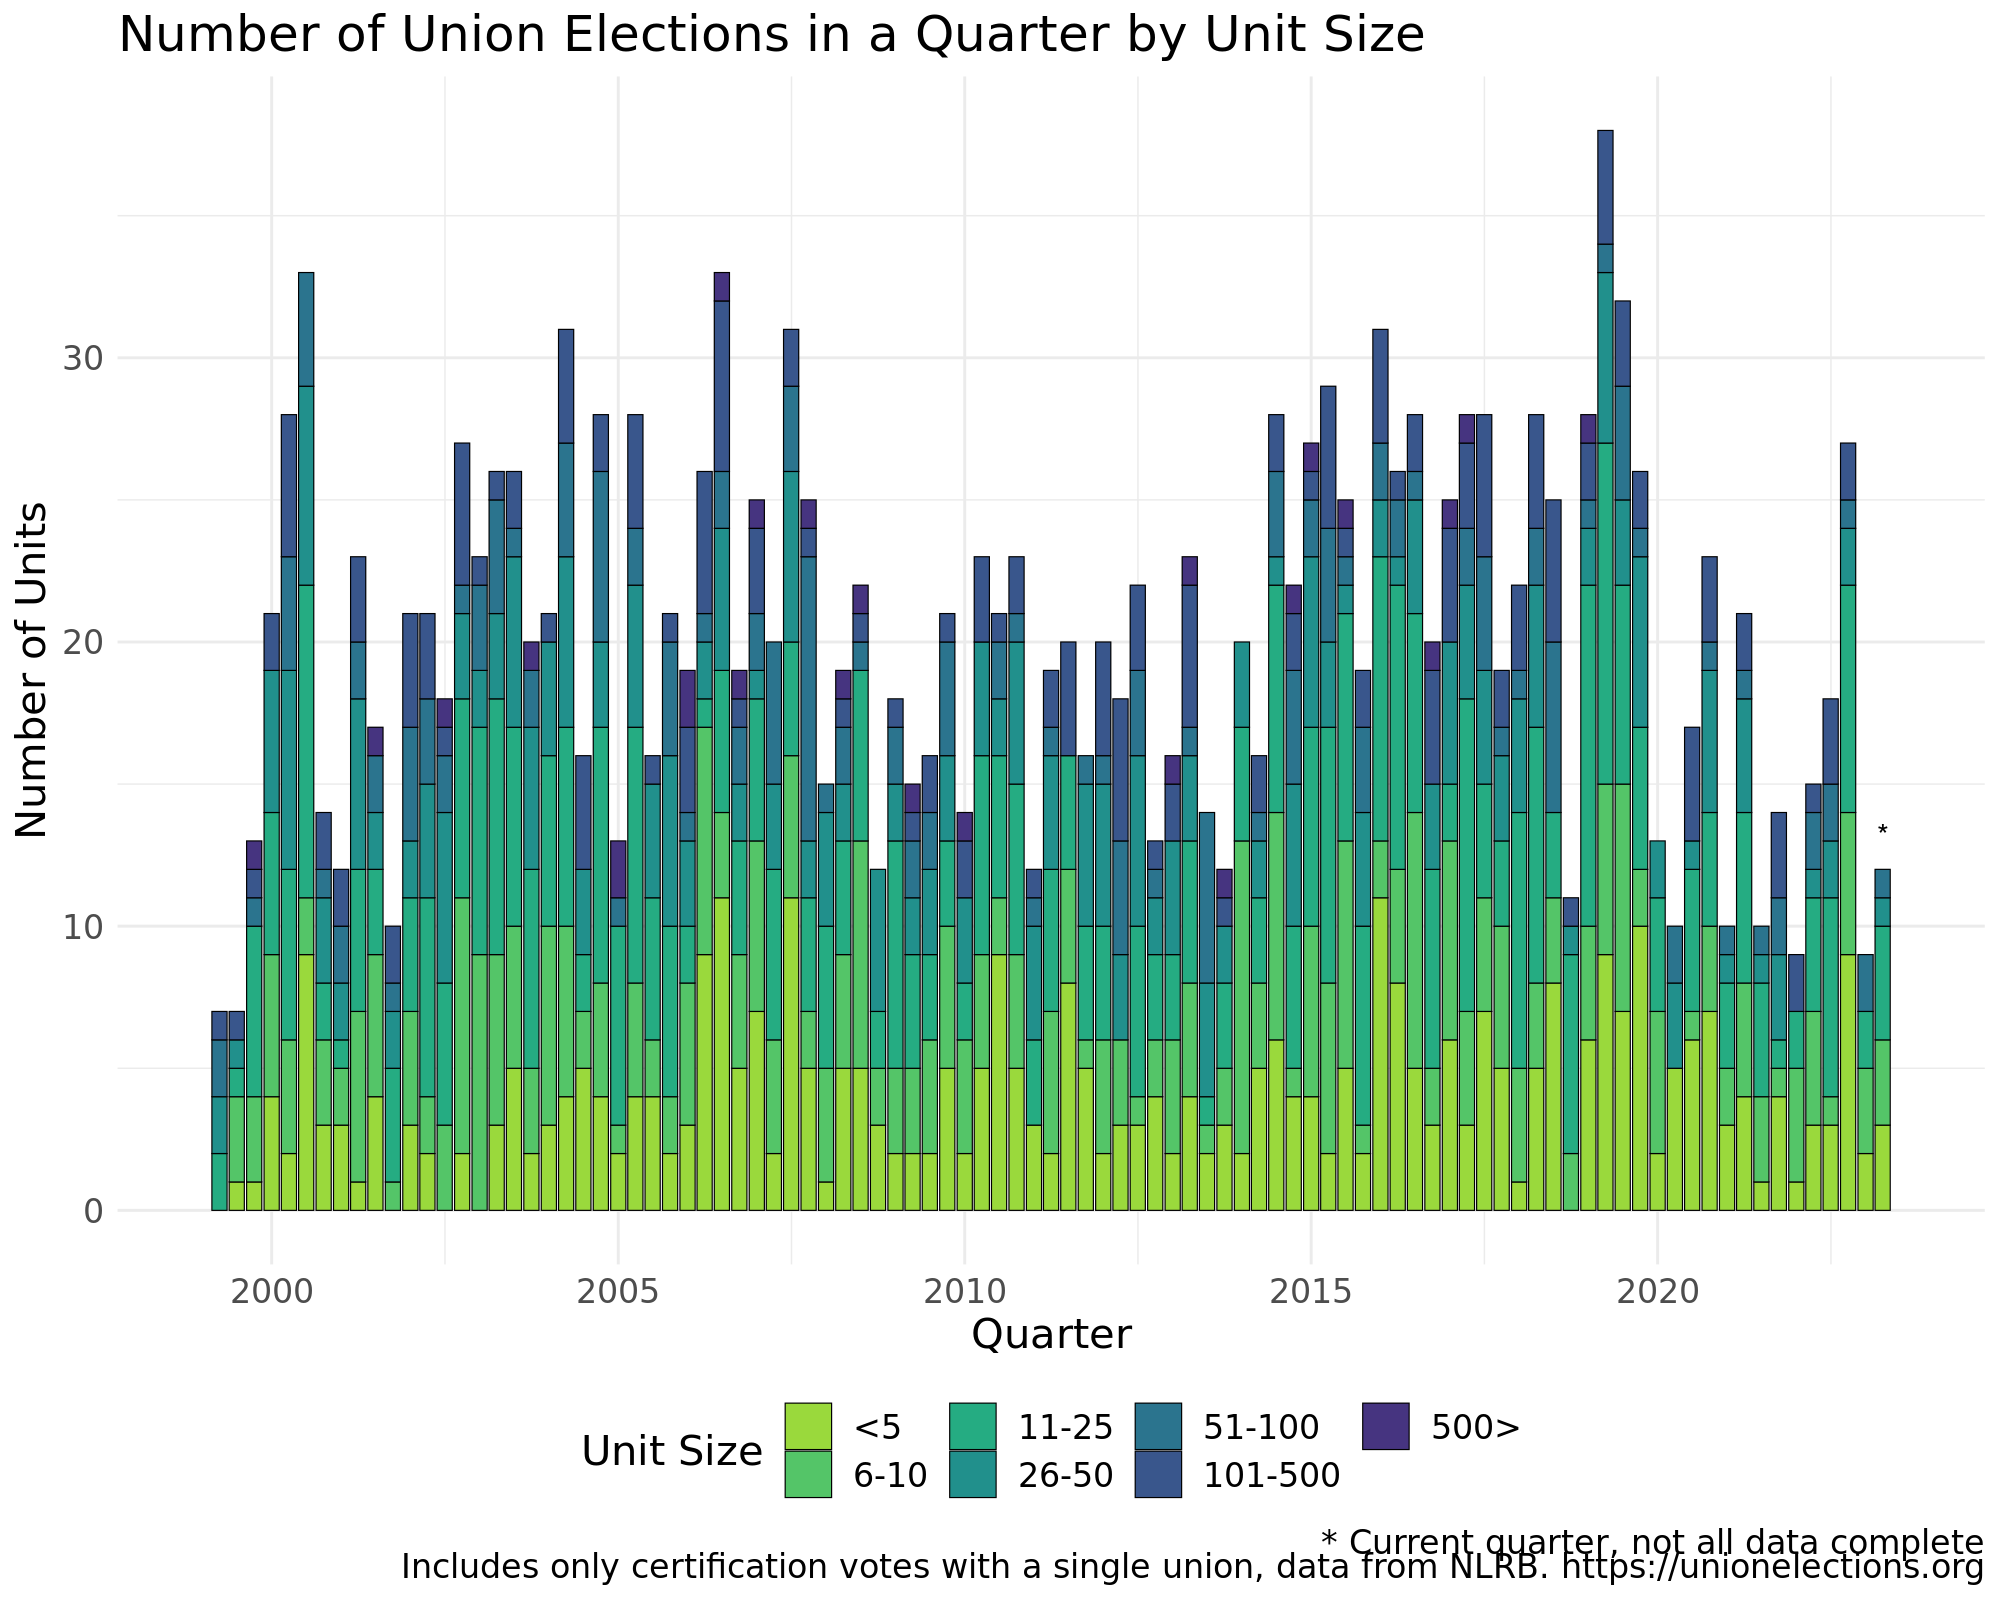 Number of Union Elections in a Quarter by Unit Size
Number of Units
30
20
10
0
*
2000 2005 2010 2015 2020
Quarter
Unit Size
<5 11-25 51-100 500>
6-10 26-50 101-500
* Current quarter, not all data complete
Includes only certification votes with a single union, data from NLRB. https://unionelections.org